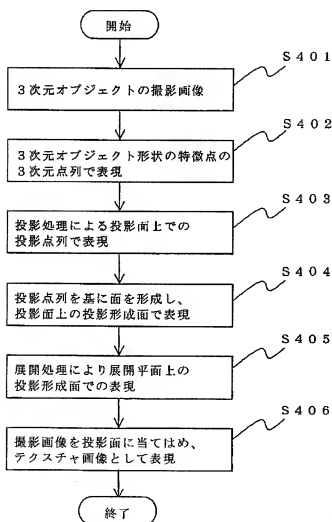 開始
S401
3次元オブジェクトの撮影画像
S402
3次元オブジェクト形状の特徴点の
3次元点列で表現
S403
投影処理による投影面上での
投影点列で表現
S404
投影点列を基に面を形成し、
投影面上の投影形成面で表現
S405
展開処理により展開平面上の
投影形成面での表現
S406
撮影画像を投影面に当てはめ、
テクスチャ画像として表現
終了